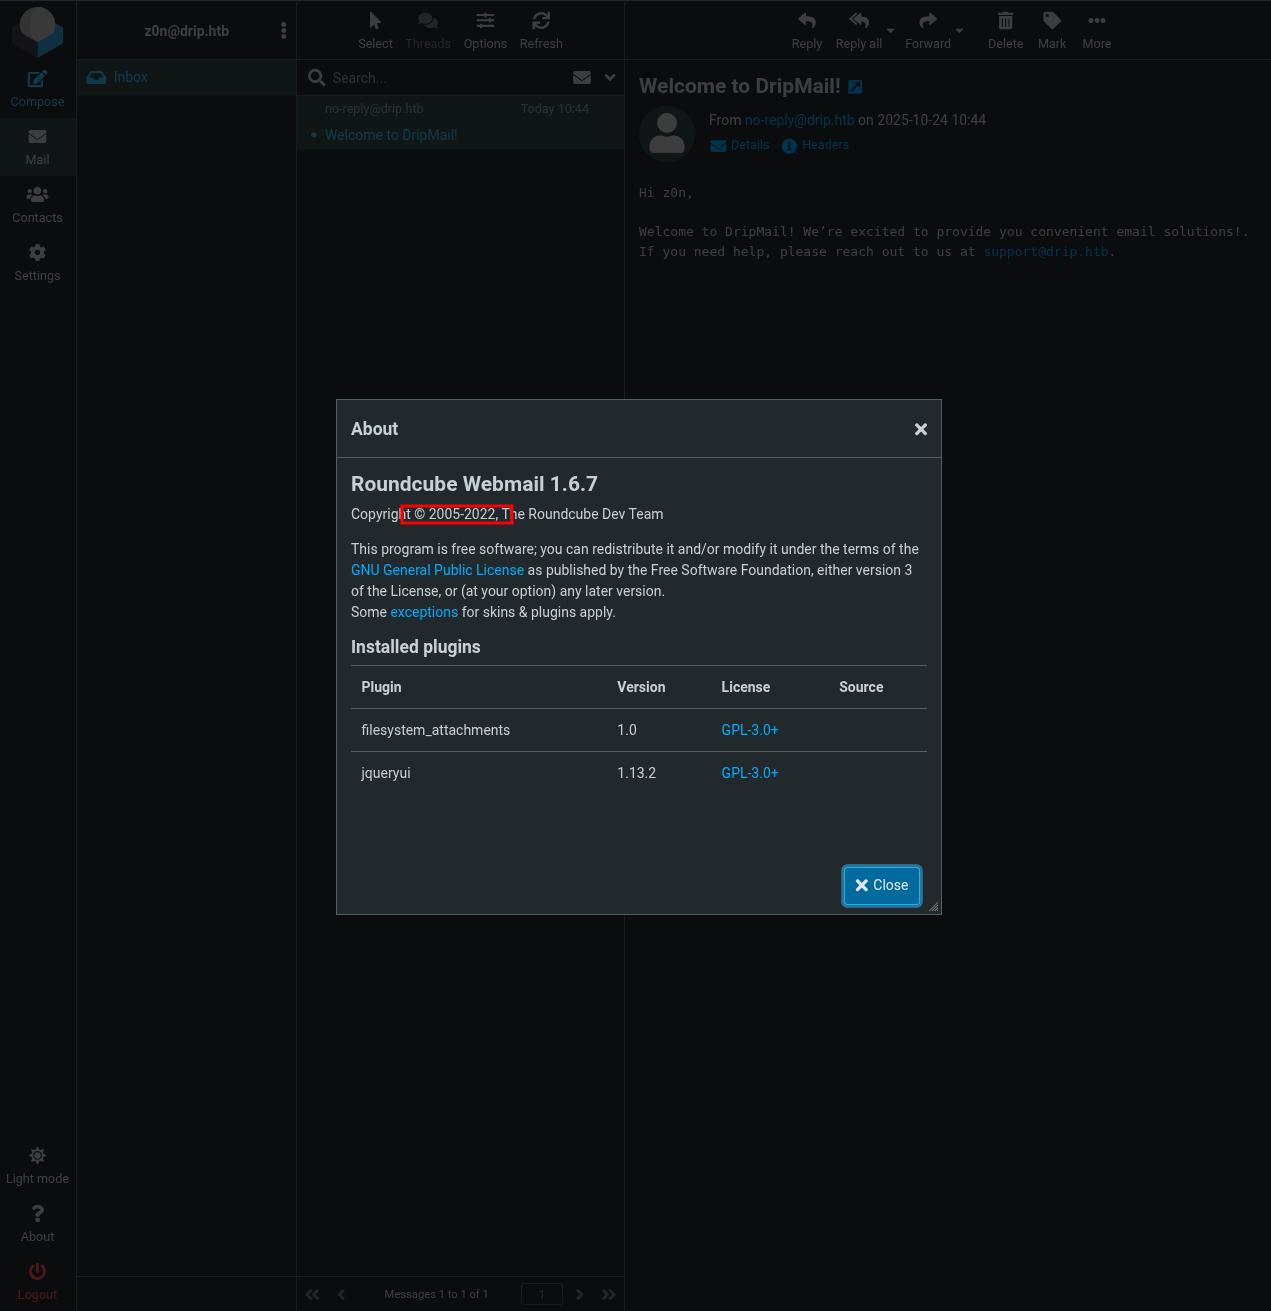 z0n@drip.htb
Select
Threads
Options
Refresh
Reply
Reply all
Forward
Delete
Mark
More
Compose
Mail
Contacts
Settings
Inbox
Search...
no-reply@drip.htb Today 10:44
• Welcome to DripMail!
Welcome to DripMail!
From no-reply@drip.htb on 2025-10-24 10:44
Details Headers
Hi z0n,
Welcome to DripMail! We’re excited to provide you convenient email solutions!.
If you need help, please reach out to us at support@drip.htb.
About
Roundcube Webmail 1.6.7
Copyright © 2005-2022, The Roundcube Dev Team
This program is free software; you can redistribute it and/or modify it under the terms of the
GNU General Public License as published by the Free Software Foundation, either version 3
of the License, or (at your option) any later version.
Some exceptions for skins & plugins apply.
Installed plugins
Plugin Version License Source
filesystem_attachments 1.0 GPL-3.0+
jqueryui 1.13.2 GPL-3.0+
Close
Light mode
?
About
Logout
Messages 1 to 1 of 1
1